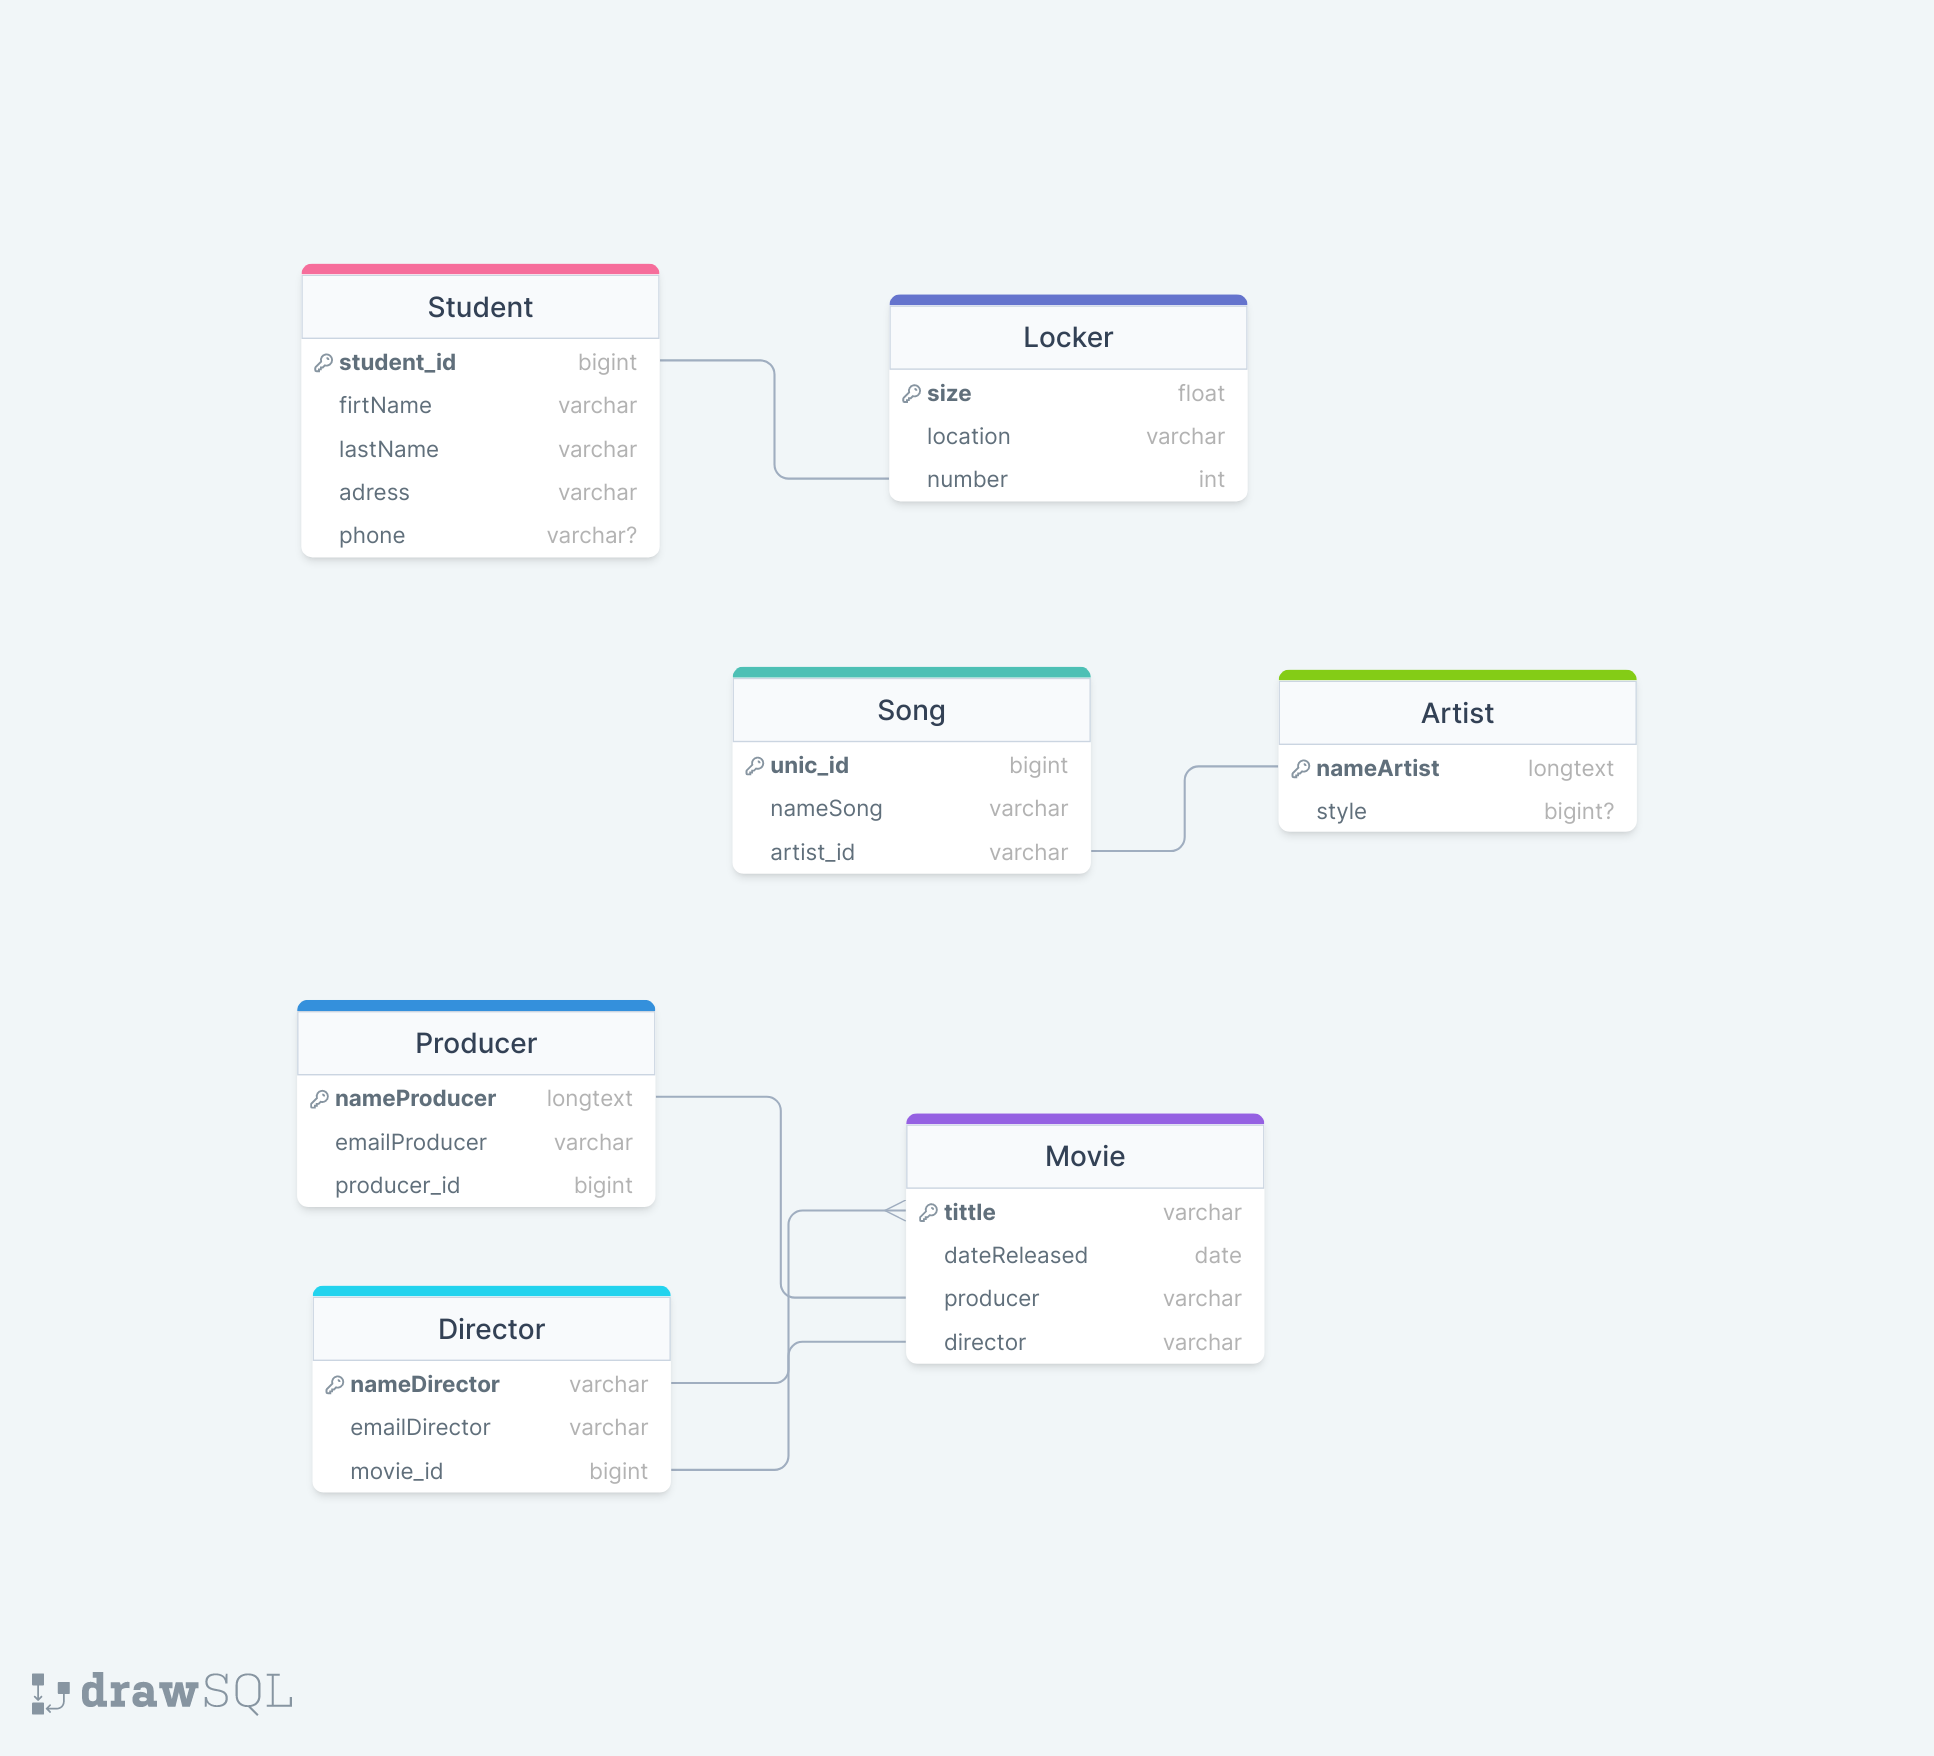 Student
student_id bigint
firtName varchar
lastName varchar
adress varchar
phone varchar?
Locker
size float
location varchar
number int
Song
unic_id bigint
nameSong varchar
artist_id varchar
Artist
nameArtist longtext
style bigint?
Producer
nameProducer longtext
emailProducer varchar
producer_id bigint
Movie
tittle varchar
dateReleased date
producer varchar
director varchar
Director
nameDirector varchar
emailDirector varchar
movie_id bigint
drawSQL